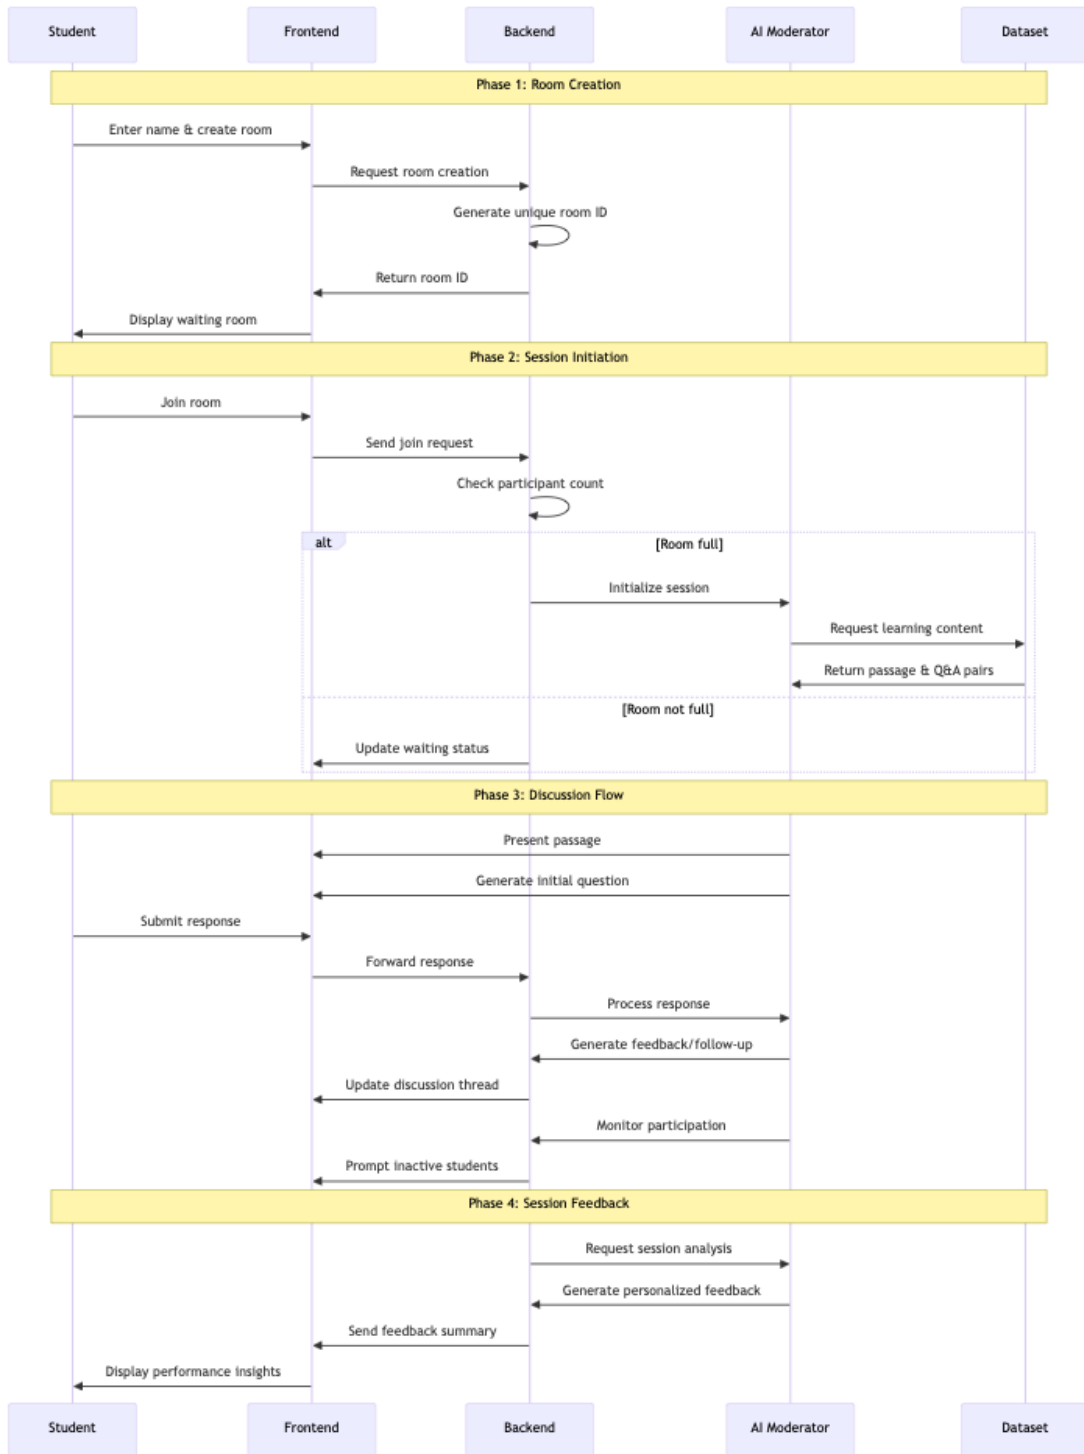 Student
Frontend
Backend
AI Moderator
Dataset
Phase 1: Room Creation
Enter name & create room
Request room creation
Generate unique room ID
Return room ID
Display waiting room
Phase 2: Session Initiation
Join room
Send join request
Check participant count
alt
[Room full]
Initialize session
Request learning content
Return passage & Q&A pairs
[Room not full]
Update waiting status
Phase 3: Discussion Flow
Present passage
Generate initial question
Submit response
Forward response
Process response
Generate feedback/follow-up
Update discussion thread
Monitor participation
Prompt inactive students
Phase 4: Session Feedback
Request session analysis
Generate personalized feedback
Send feedback summary
Display performance insights
Student
Frontend
Backend
AI Moderator
Dataset